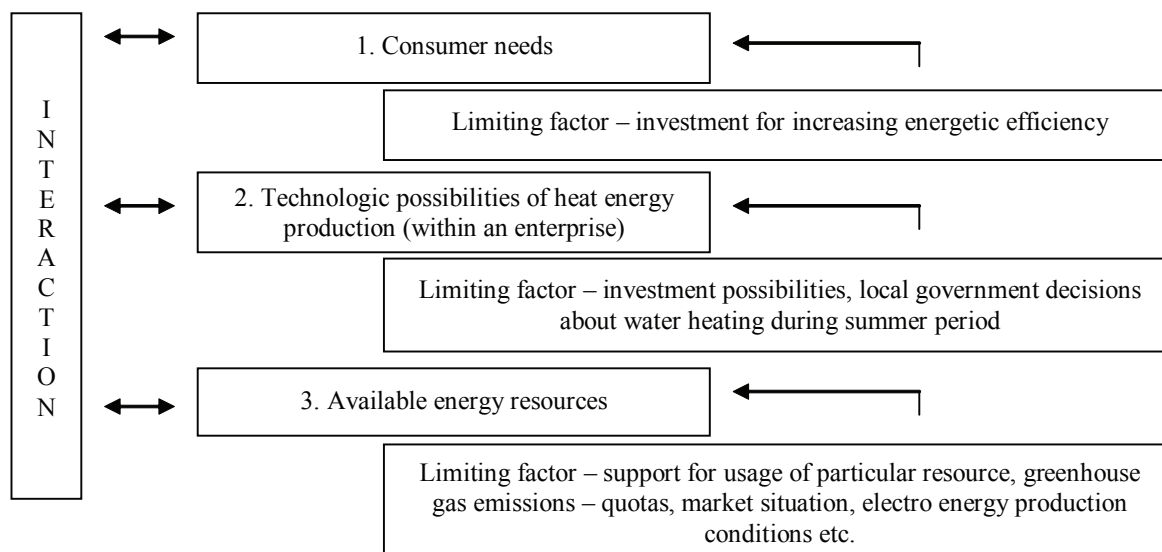 INTERACTION
1. Consumer needs
Limiting factor – investment for increasing energetic efficiency
2. Technologic possibilities of heat energy
production (within an enterprise)
Limiting factor – investment possibilities, local government decisions
about water heating during summer period
3. Available energy resources
Limiting factor – support for usage of particular resource, greenhouse
gas emissions – quotas, market situation, electro energy production
conditions etc.